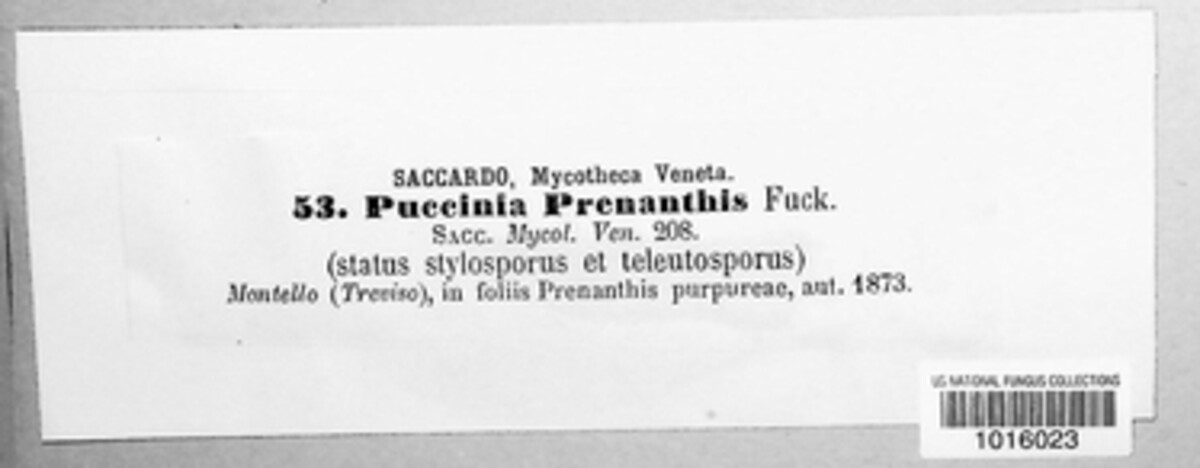 SACCARDO, Mycotheca Veneta.
53. Puccinia Prenanthis Fuck.
SACC. Mycol. Ven. 208.
(status stylosporus et teleutosporus)
Montello (Treviso), in foliis Prenanthis purpureae, aut. 1873.
US NATIONAL FUNGUS COLLECTIONS
1016023